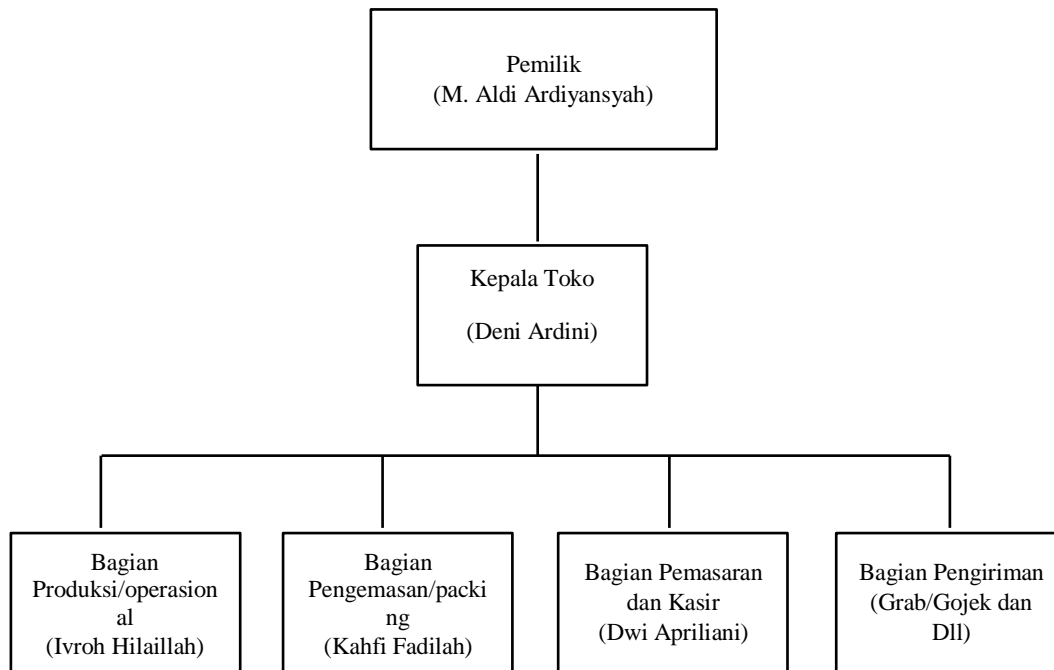 Pemilik
(M. Aldi Ardiyansyah)
Kepala Toko
(Deni Ardini)
Bagian
Produksi/operasion
al
(Ivroh Hilaillah)
Bagian
Pengemasan/packi
ng
(Kahfi Fadilah)
Bagian Pemasaran
dan Kasir
(Dwi Apriliani)
Bagian Pengiriman
(Grab/Gojek dan
Dll)